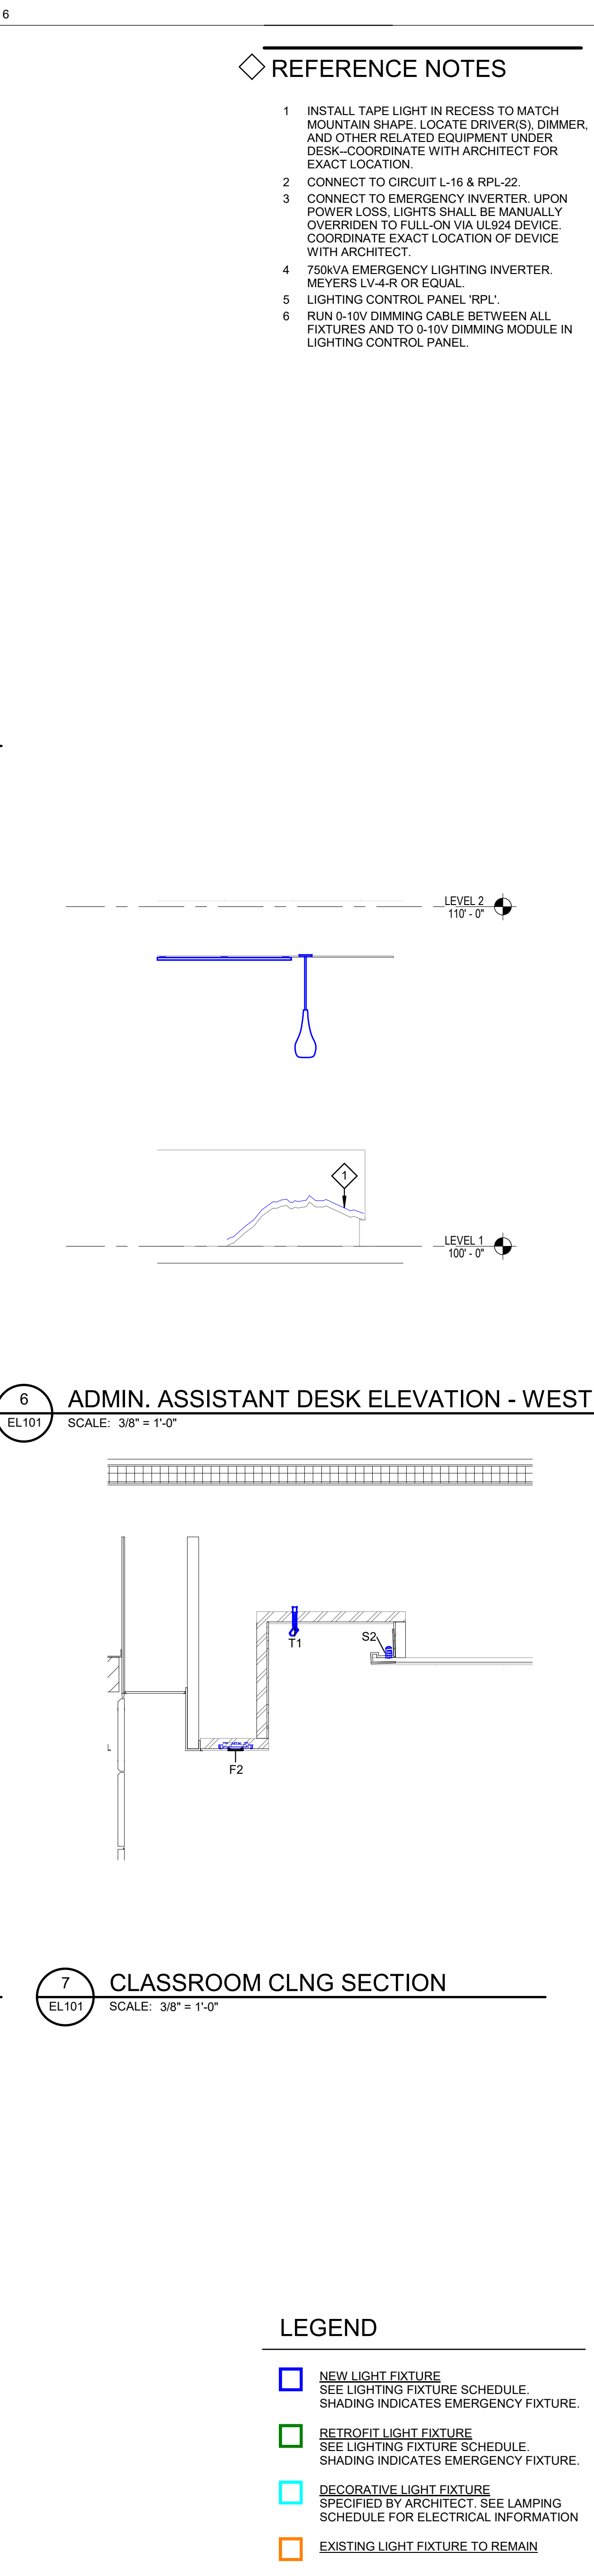 6
REFERENCE NOTES
1 INSTALL TAPE LIGHT IN RECESS TO MATCH
MOUNTAIN SHAPE. LOCATE DRIVER(S), DIMMER,
AND OTHER RELATED EQUIPMENT UNDER
DESK--COORDINATE WITH ARCHITECT FOR
EXACT LOCATION.
2 CONNECT TO CIRCUIT L-16 & RPL-22.
3 CONNECT TO EMERGENCY INVERTER. UPON
POWER LOSS, LIGHTS SHALL BE MANUALLY
OVERRIDEN TO FULL-ON VIA UL924 DEVICE.
COORDINATE EXACT LOCATION OF DEVICE
WITH ARCHITECT.
4 750kVA EMERGENCY LIGHTING INVERTER.
MEYERS LV-4-R OR EQUAL.
5 LIGHTING CONTROL PANEL 'RPL'.
6 RUN 0-10V DIMMING CABLE BETWEEN ALL
FIXTURES AND TO 0-10V DIMMING MODULE IN
LIGHTING CONTROL PANEL.
LEVEL 2
110' - 0"
1
LEVEL 1
100' - 0"
6
EL101
ADMIN. ASSISTANT DESK ELEVATION - WEST
SCALE: 3/8" = 1'-0"
T1
S2
F2
7
EL101
CLASSROOM CLNG SECTION
SCALE: 3/8" = 1'-0"
LEGEND
NEW LIGHT FIXTURE
SEE LIGHTING FIXTURE SCHEDULE.
SHADING INDICATES EMERGENCY FIXTURE.
RETROFIT LIGHT FIXTURE
SEE LIGHTING FIXTURE SCHEDULE.
SHADING INDICATES EMERGENCY FIXTURE.
DECORATIVE LIGHT FIXTURE
SPECIFIED BY ARCHITECT. SEE LAMPING
SCHEDULE FOR ELECTRICAL INFORMATION
EXISTING LIGHT FIXTURE TO REMAIN